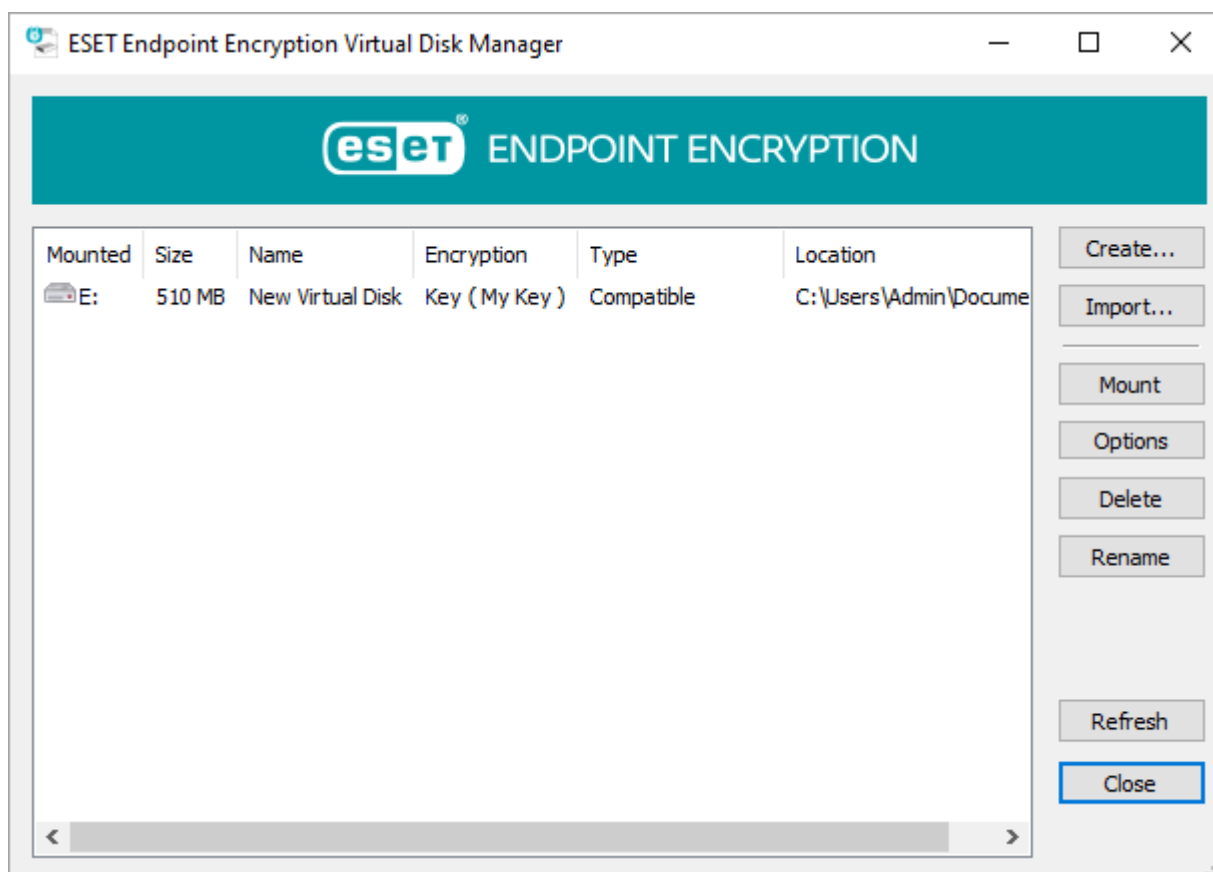 ESET Endpoint Encryption Virtual Disk Manager
eseT® ENDPOINT ENCRYPTION
Mounted Size Name Encryption Type Location
E: 510 MB New Virtual Disk Key ( My Key ) Compatible C:\Users\Admin\Docume
Create...
Import...
Mount
Options
Delete
Rename
Refresh
Close